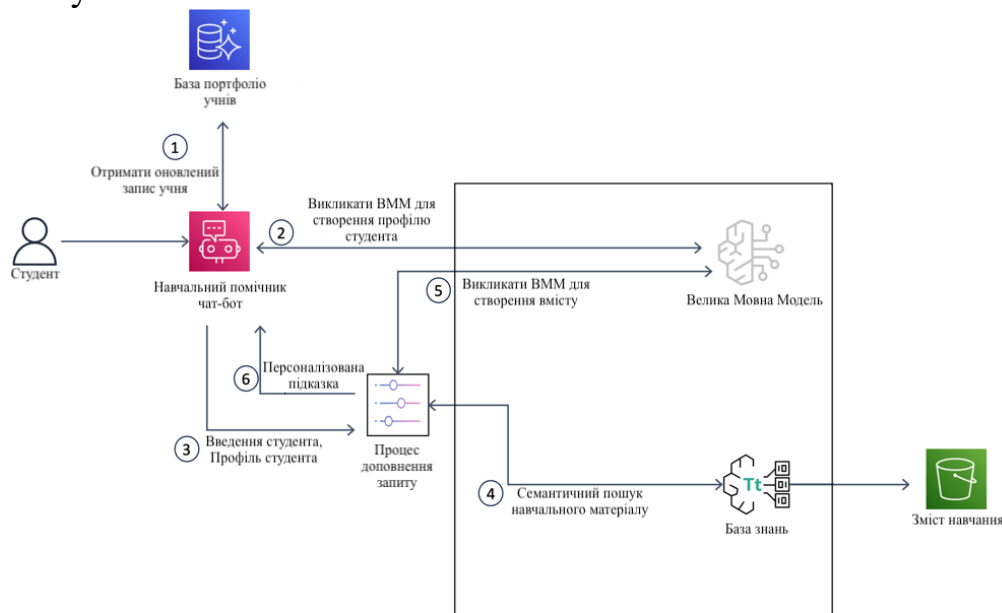 База портфоліо
учнів
1
Отримати оновлений
запис учня
Студент
Навчальний помічник
чат-бот
2
Викликати ВММ для
створення профілю
студента
5
Викликати ВММ для
створення вмісту
Велика Мовна Модель
6
Персоналізована
підказка
3
Введення студента,
Профіль студента
Процес
доповнення
запиту
4
Семантичний пошук
навчального матеріалу
Tt
База знань
Зміст навчання